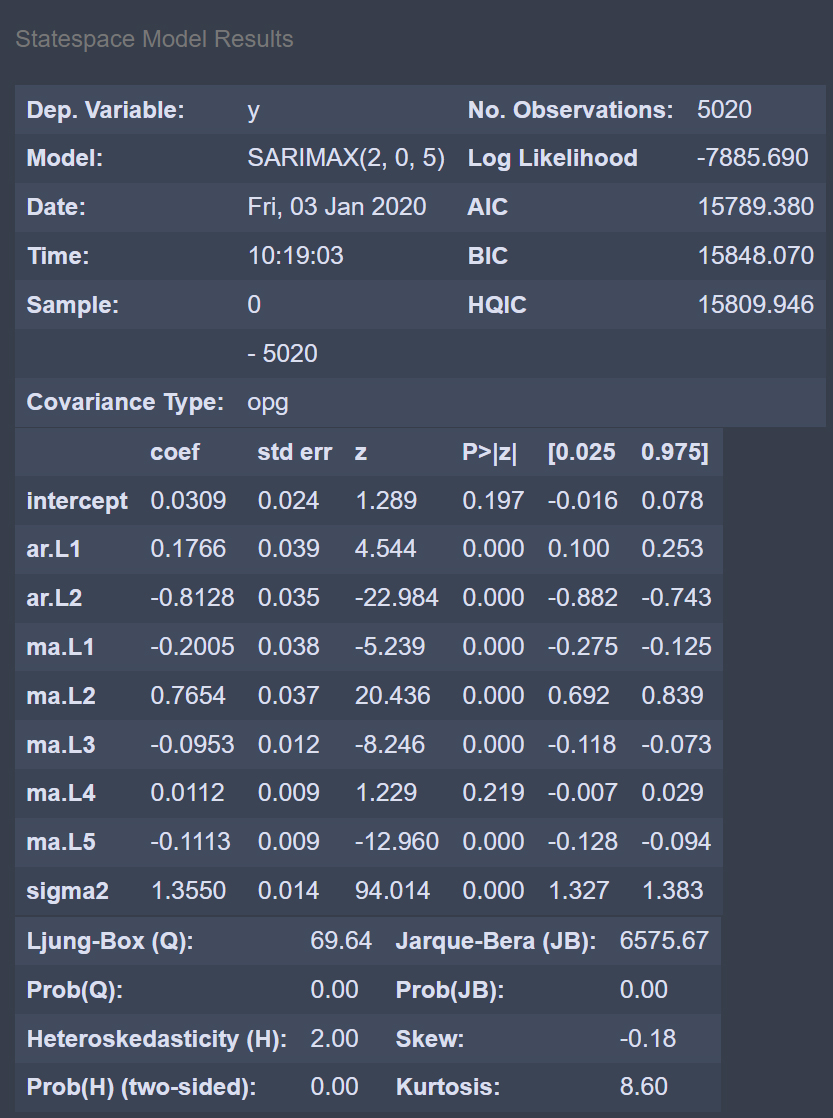 Statespace Model Results
Dep. Variable: y No. Observations: 5020
Model: SARIMAX(2, 0, 5) Log Likelihood -7885.690
Date: Fri, 03 Jan 2020 AIC 15789.380
Time: 10:19:03 BIC 15848.070
Sample: 0 HQIC 15809.946
- 5020
Covariance Type: opg
coef std err z P>|z| [0.025 0.975]
intercept 0.0309 0.024 1.289 0.197 -0.016 0.078
ar.L1 0.1766 0.039 4.544 0.000 0.100 0.253
ar.L2 -0.8128 0.035 -22.984 0.000 -0.882 -0.743
ma.L1 -0.2005 0.038 -5.239 0.000 -0.275 -0.125
ma.L2 0.7654 0.037 20.436 0.000 0.692 0.839
ma.L3 -0.0953 0.012 -8.246 0.000 -0.118 -0.073
ma.L4 0.0112 0.009 1.229 0.219 -0.007 0.029
ma.L5 -0.1113 0.009 -12.960 0.000 -0.128 -0.094
sigma2 1.3550 0.014 94.014 0.000 1.327 1.383
Ljung-Box (Q): 69.64 Jarque-Bera (JB): 6575.67
Prob(Q): 0.00 Prob(JB): 0.00
Heteroskedasticity (H): 2.00 Skew: -0.18
Prob(H) (two-sided): 0.00 Kurtosis: 8.60